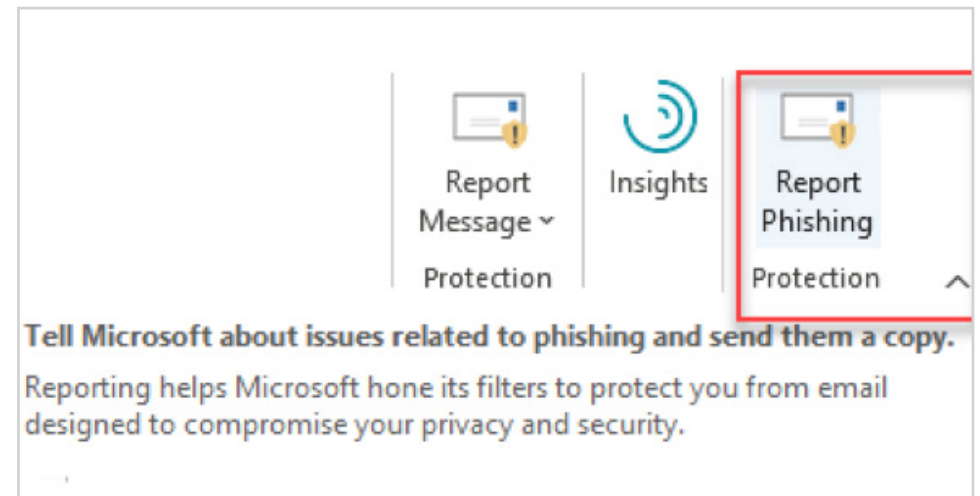 Report
Message
Insights
Report
Phishing
Protection
Protection
Tell Microsoft about issues related to phishing and send them a copy.
Reporting helps Microsoft hone its filters to protect you from email
designed to compromise your privacy and security.